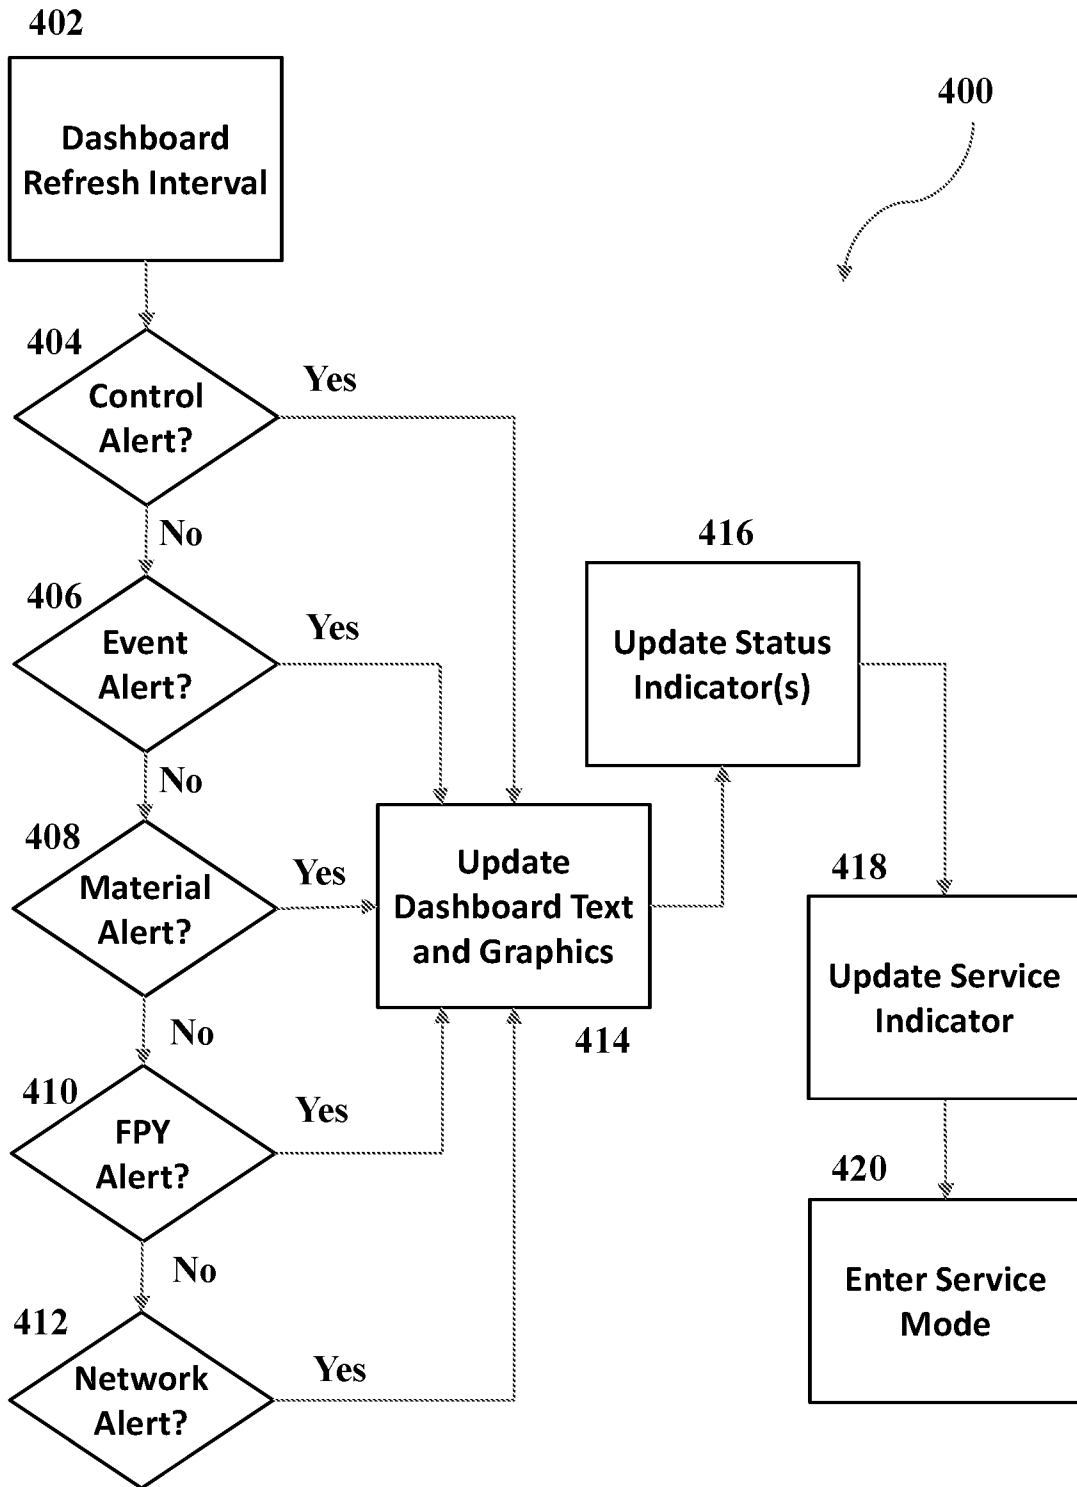 402
Dashboard
Refresh Interval
400
404
Control
Alert?
Yes
No
406
Event
Alert?
Yes
No
416
Update Status
Indicator(s)
408
Material
Alert?
Yes
No
Update
Dashboard Text
and Graphics
414
418
Update Service
Indicator
410
FPY
Alert?
Yes
No
420
Enter Service
Mode
412
Network
Alert?
Yes